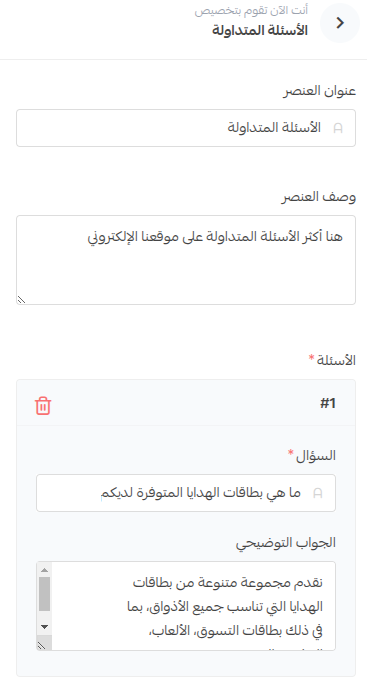 أنت الآن تقوم بتخصيص
الأسئلة المتداولة
عنوان العنصر
الأسئلة المتداولة
وصف العنصر
هنا أكثر الأسئلة المتداولة على موقعنا الإلكتروني
الأسئلة *
#1
السؤال *
ما هي بطاقات الهدايا المتوفرة لديكم
الجواب التوضيحي
نقدم مجموعة متنوعة من بطاقات
الهدايا التي تناسب جميع الأذواق، بما
في ذلك بطاقات التسوق، الألعاب،